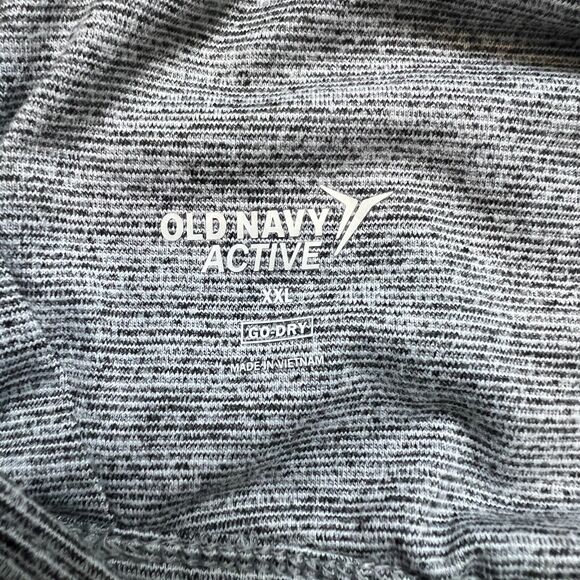 OLD NAVY
ACTIVE
XXL
GO-DRY
MADE IN VIETNAM